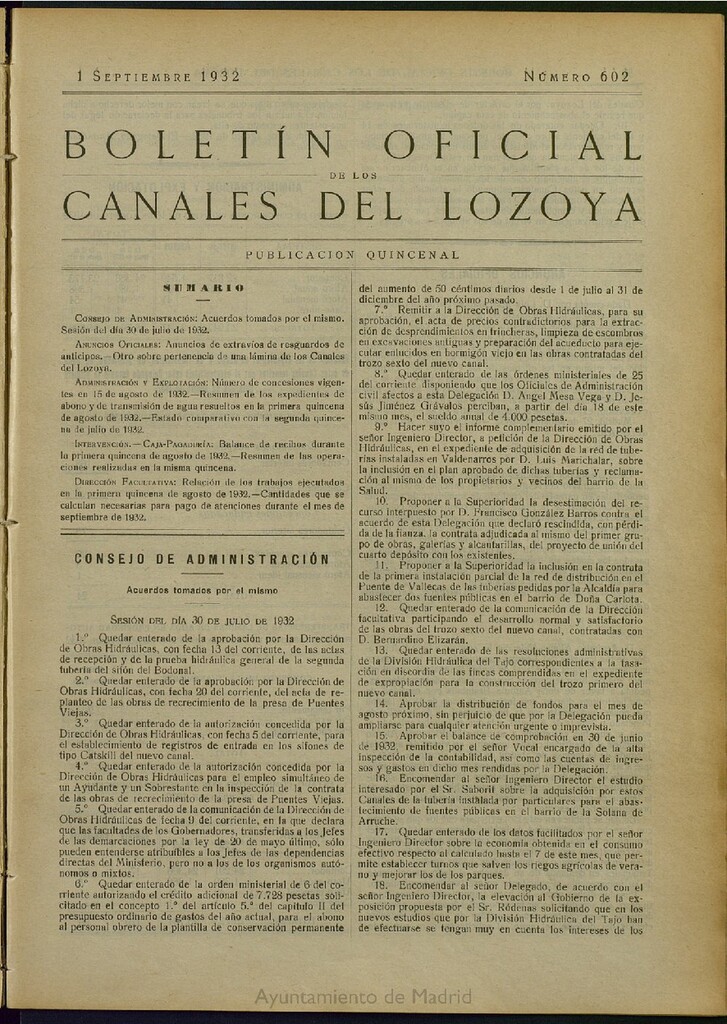 1 Septiembre 1932
Número 602
BOLETÍN OFICIAL
DE LOS
CANALES DEL LOZOYA
PUBLICACION QUINCENAL
SUMARIO
Consejo de Administración: Acuerdos tomados por el mismo.
Sesión del día 30 de julio de 1932.
Anuncios Oficiales: Anuncios de extravíos de resguardos de
anticipos.—Otro sobre pertenencia de una lámina de los Canales
del Lozoya.
Administración y Explotación: Número de concesiones vigen-
tes en 15 de agosto de 1932.—Resumen de los expedientes de
abono y de transmisión de agua resueltos en la primera quincena
de agosto de 1932.—Estado comparativo con la segunda quince-
na de julio de 1932.
Intervención.—Caja-Pagaduría: Balance de recibos durante
la primera quincena de agosto de 1932.—Resumen de las opera-
ciones realizadas en la misma quincena.
Dirección Facultativa: Relación de los trabajos ejecutados
en la primera quincena de agosto de 1932.—Cantidades que se
calculan necesarias para pago de atenciones durante el mes de
septiembre de 1932.
CONSEJO DE ADMINISTRACIÓN
Acuerdos tomados por el mismo
Sesión del día 30 de julio de 1932
1.º Quedar enterado de la aprobación por la Dirección
de Obras Hidráulicas, con fecha 13 del corriente, de las actas
de recepción y de la prueba hidráulica general de la segunda
tubería del sifón del Bodonal.
2.º Quedar enterado de la aprobación por la Dirección de
Obras Hidráulicas, con fecha 20 del corriente, del acta de re-
planteo de las obras de recrecimiento de la presa de Puentes
Viejas.
3.º Quedar enterado de la autorización concedida por la
Dirección de Obras Hidráulicas, con fecha 5 del corriente, para
el establecimiento de registros de entrada en los sifones de
tipo Catskill del nuevo canal.
4.º Quedar enterado de la autorización concedida por la
Dirección de Obras Hidráulicas para el empleo simultáneo de
un Ayudante y un Sobrestante en la inspección de la contrata
de las obras de recrecimiento de la presa de Puentes Viejas.
5.º Quedar enterado de la comunicación de la Dirección de
Obras Hidráulicas de fecha 9 del corriente, en la que declara
que las facultades de los Gobernadores, transferidas a los Jefes
de las demarcaciones por la ley de 20 de mayo último, sólo
pueden entenderse atribuíbles a los Jefes de las dependencias
directas del Ministerio, pero no a los de los organismos autó-
nomos o mixtos.
6.º Quedar enterado de la orden ministerial de 6 del co-
rriente autorizando el crédito adicional de 7.728 pesetas soli-
citado en el concepto 1.º del artículo 5.º del capítulo II del
presupuesto ordinario de gastos del año actual, para el abono
al personal obrero de la plantilla de conservación permanente
del aumento de 50 céntimos diarios desde 1 de julio al 31 de
diciembre del año próximo pasado.
7.º Remitir a la Dirección de Obras Hidráulicas, para su
aprobación, el acta de precios contradictorios para la extrac-
ción de desprendimientos en trincheras, limpieza de escombros
en excavaciones antiguas y preparación del acueducto para eje-
cutar enlucidos en hormigón viejo en las obras contratadas del
trozo sexto del nuevo canal.
8.º Quedar enterado de las órdenes ministeriales de 25
del corriente disponiendo que los Oficiales de Administración
civil afectos a esta Delegación D. Angel Mesa Vega y D. Je-
sús Jiménez Grávalos perciban, a partir del día 18 de este
mismo mes, el sueldo anual de 4.000 pesetas.
9.º Hacer suyo el informe complementario emitido por el
señor Ingeniero Director, a petición de la Dirección de Obras
Hidráulicas, en el expediente de adquisición de la red de tube-
rías instaladas en Valdenarros por D. Luis Marichalar, sobre
la inclusión en el plan aprobado de dichas tuberías y reclama-
ción al mismo de los propietarios y vecinos del barrio de la
Salud.
10. Proponer a la Superioridad la desestimación del re-
curso interpuesto por D. Francisco González Barros contra el
acuerdo de esta Delegación que declaró rescindida, con pérdi-
da de la fianza, la contrata adjudicada al mismo del primer gru-
po de obras, galerías y alcantarillas, del proyecto de unión del
cuarto depósito con los existentes.
11. Proponer a la Superioridad la inclusión en la contrata
de la primera instalación parcial de la red de distribución en el
Puente de Vallecas de las tuberías pedidas por la Alcaldía para
abastecer dos fuentes públicas en el barrio de Doña Carlota.
12. Quedar enterado de la comunicación de la Dirección
facultativa participando el desarrollo normal y satisfactorio
de las obras del trozo sexto del nuevo canal, contratadas con
D. Bernardino Elizarán.
13. Quedar enterado de las resoluciones administrativas
de la División Hidráulica del Tajo correspondientes a la tasa-
ción en discordia de las fincas comprendidas en el expediente
de expropiación para la construcción del trozo primero del
nuevo canal.
14. Aprobar la distribución de fondos para el mes de
agosto próximo, sin perjuicio de que por la Delegación pueda
ampliarse para cualquier atención urgente o imprevista.
15. Aprobar el balance de comprobación en 30 de junio
de 1932, remitido por el señor Vocal encargado de la alta
inspección de la contabilidad, así como las cuentas de ingre-
sos y gastos en dicho mes rendidas por la Delegación.
16. Encomendar al señor Ingeniero Director el estudio
interesado por el Sr. Saborit sobre la adquisición por estos
Canales de la tubería instalada por particulares para el abas-
tecimiento de fuentes públicas en el barrio de la Solana de
Arruche.
17. Quedar enterado de los datos facilitados por el señor
Ingeniero Director sobre la economía obtenida en el consumo
efectivo respecto al calculado hasta el 7 de este mes, que per-
mite establecer turnos que salven los riegos agrícolas de vera-
no y mejorar los de los parques.
18. Encomendar al señor Delegado, de acuerdo con el
señor Ingeniero Director, la elevación al Gobierno de la ex-
posición propuesta por el Sr. Ródenas solicitando que en los
nuevos estudios que por la División Hidráulica del Tajo han
de efectuarse se tengan muy en cuenta los intereses de los
Ayuntamiento de Madrid